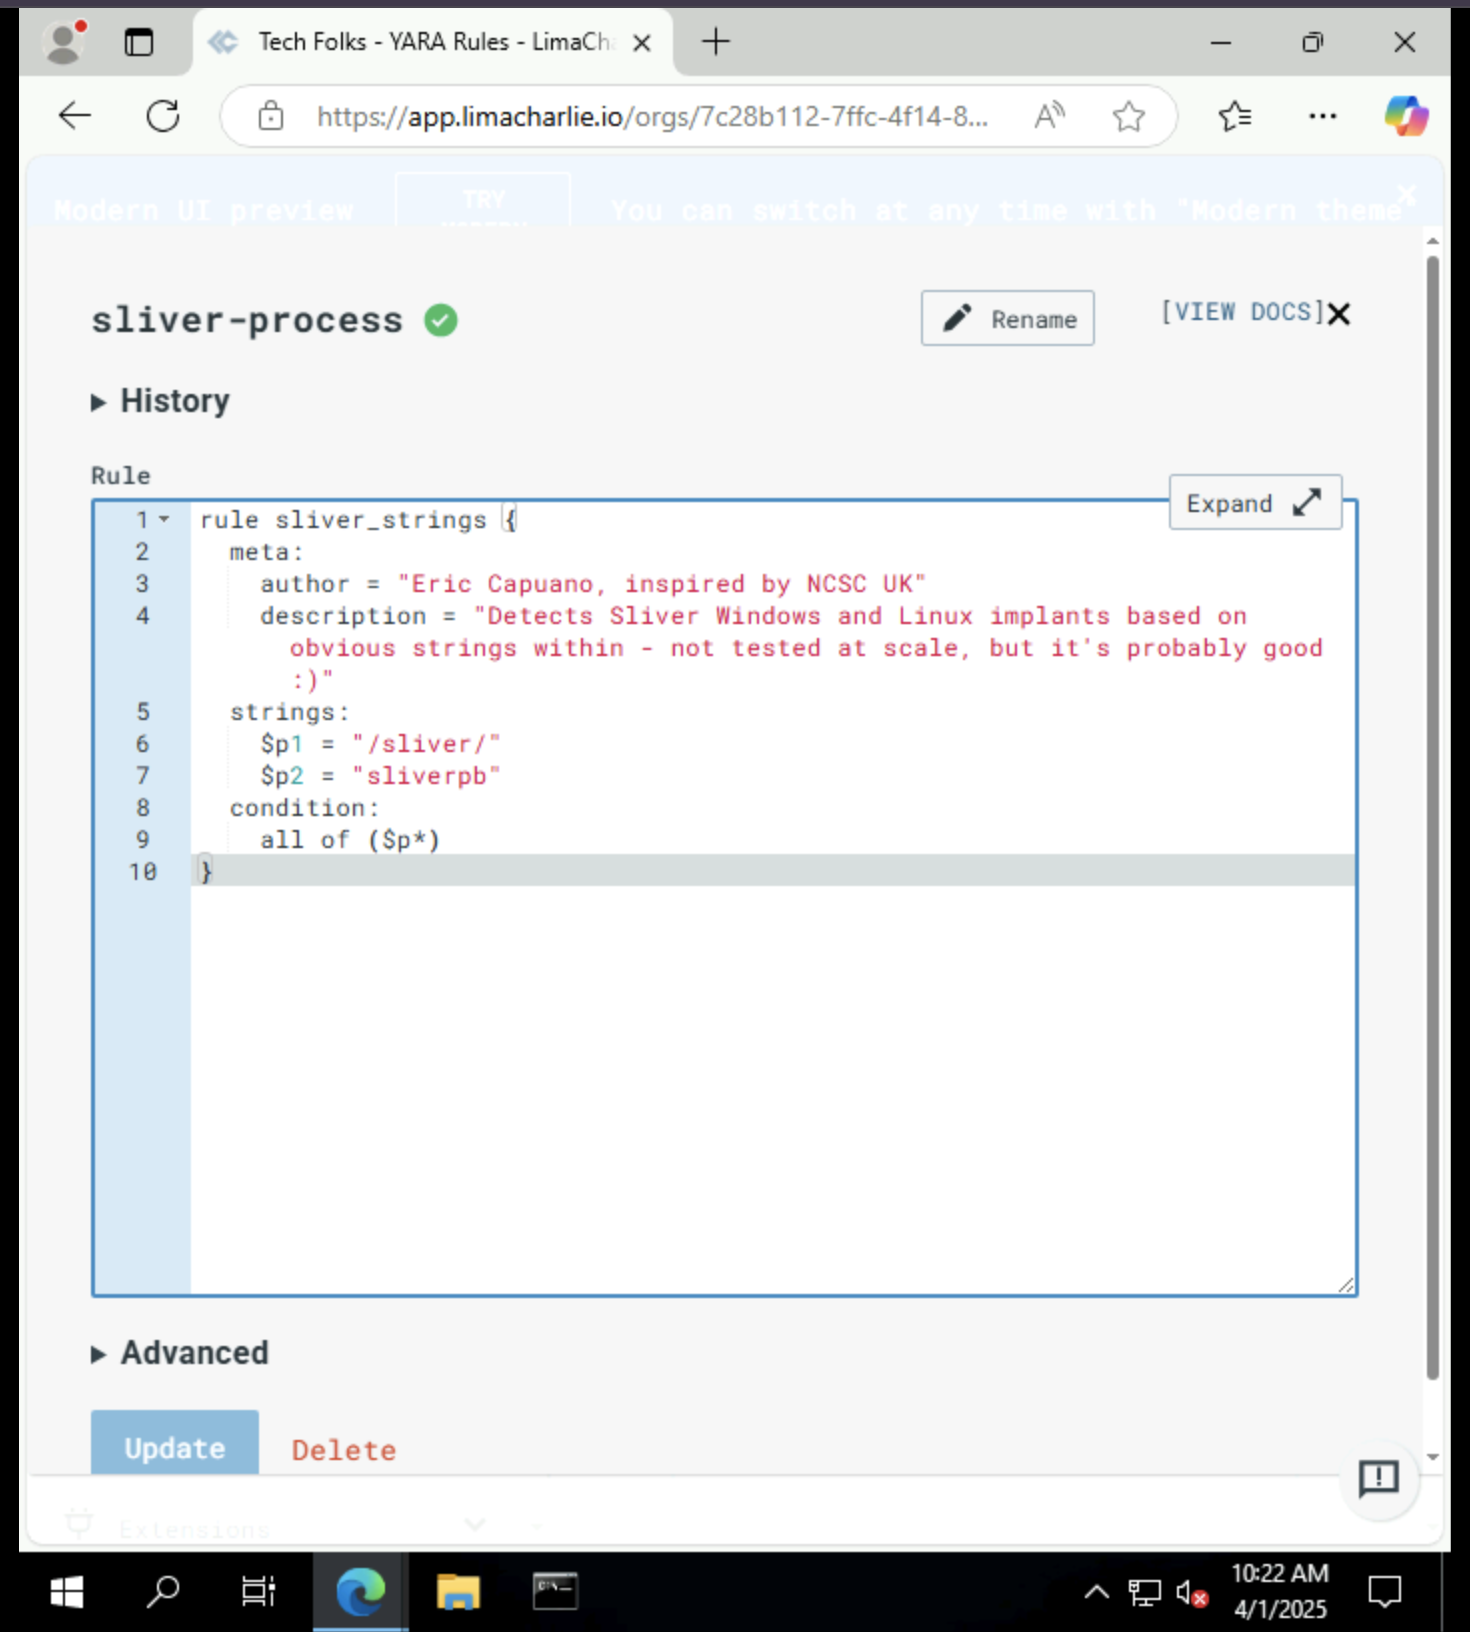 Tech Folks - YARA Rules - LimaCh
https://app.limacharlie.io/orgs/7c28b112-7ffc-4f14-8...
Modern UI preview
TRY
You can switch at any time with "Modern theme"
sliver-process
Rename
[VIEW DOCS]
History
Rule
Expand
1 rule sliver_strings {
2 meta:
3 author = "Eric Capuano, inspired by NCSC UK"
4 description = "Detects Sliver Windows and Linux implants based on
obvious strings within - not tested at scale, but it's probably good
:)"
5 strings:
6 $p1 = "/sliver/"
7 $p2 = "sliverpb"
8 condition:
9 all of ($p*)
10 }
Advanced
Update
Delete
Extensions
10:22 AM
4/1/2025